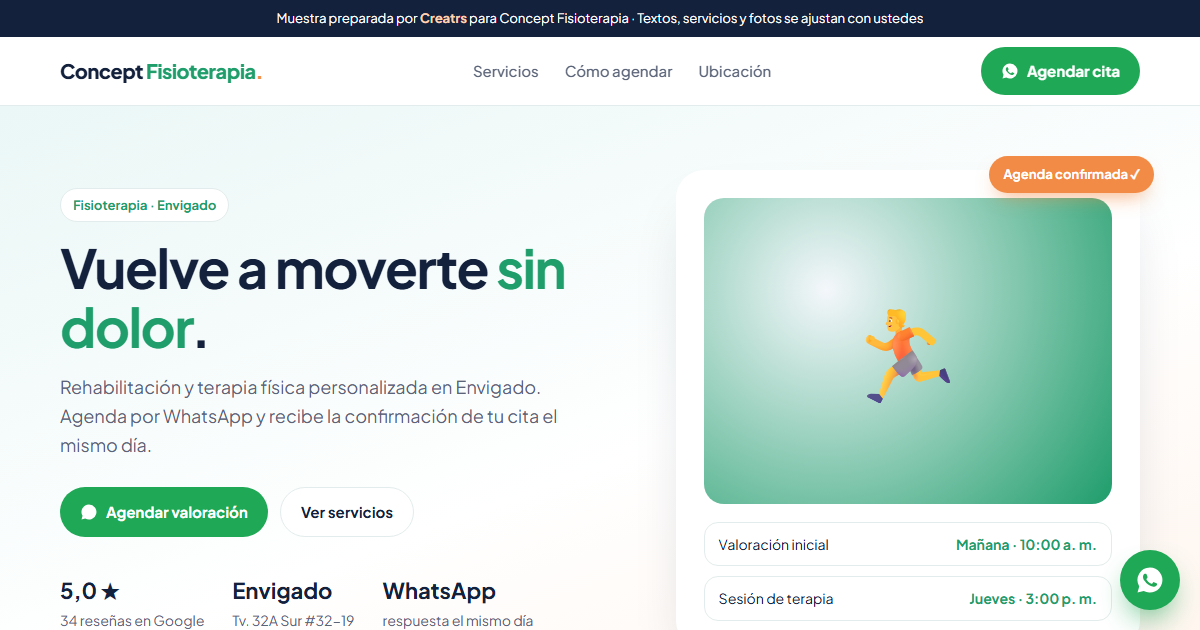 Muestra preparada por Creatrs para Concept Fisioterapia · Textos, servicios y fotos se ajustan con ustedes
Concept Fisioterapia.
Servicios
Cómo agendar
Ubicación
Agendar cita
Fisioterapia · Envigado
Vuelve a moverte sin
dolor.
Rehabilitación y terapia física personalizada en Envigado.
Agenda por WhatsApp y recibe la confirmación de tu cita el
mismo día.
Agendar valoración
Ver servicios
5,0 ★
34 reseñas en Google
Envigado
Tv. 32A Sur #32–19
WhatsApp
respuesta el mismo día
Agenda confirmada ✓
Valoración inicial
Mañana · 10:00 a. m.
Sesión de terapia
Jueves · 3:00 p. m.